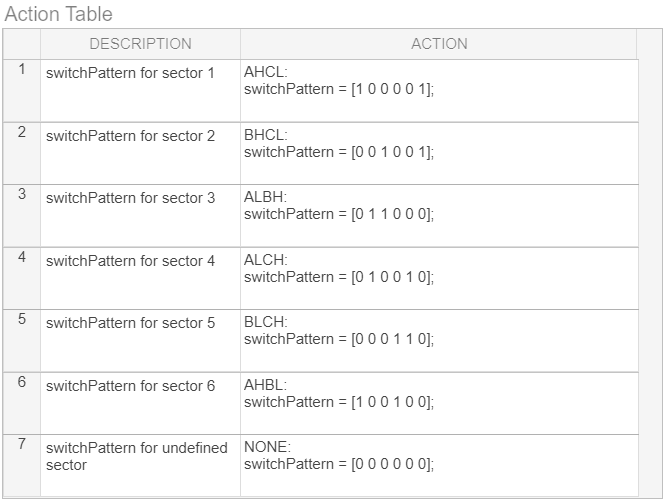 Action Table
DESCRIPTION ACTION
1 switchPattern for sector 1 AHCL:
switchPattern = [1 0 0 0 0 1];
2 switchPattern for sector 2 BHCL:
switchPattern = [0 0 1 0 0 1];
3 switchPattern for sector 3 ALBH:
switchPattern = [0 1 1 0 0 0];
4 switchPattern for sector 4 ALCH:
switchPattern = [0 1 0 0 1 0];
5 switchPattern for sector 5 BLCH:
switchPattern = [0 0 0 1 1 0];
6 switchPattern for sector 6 AHBL:
switchPattern = [1 0 0 1 0 0];
7 switchPattern for undefined NONE:
sector switchPattern = [0 0 0 0 0 0];